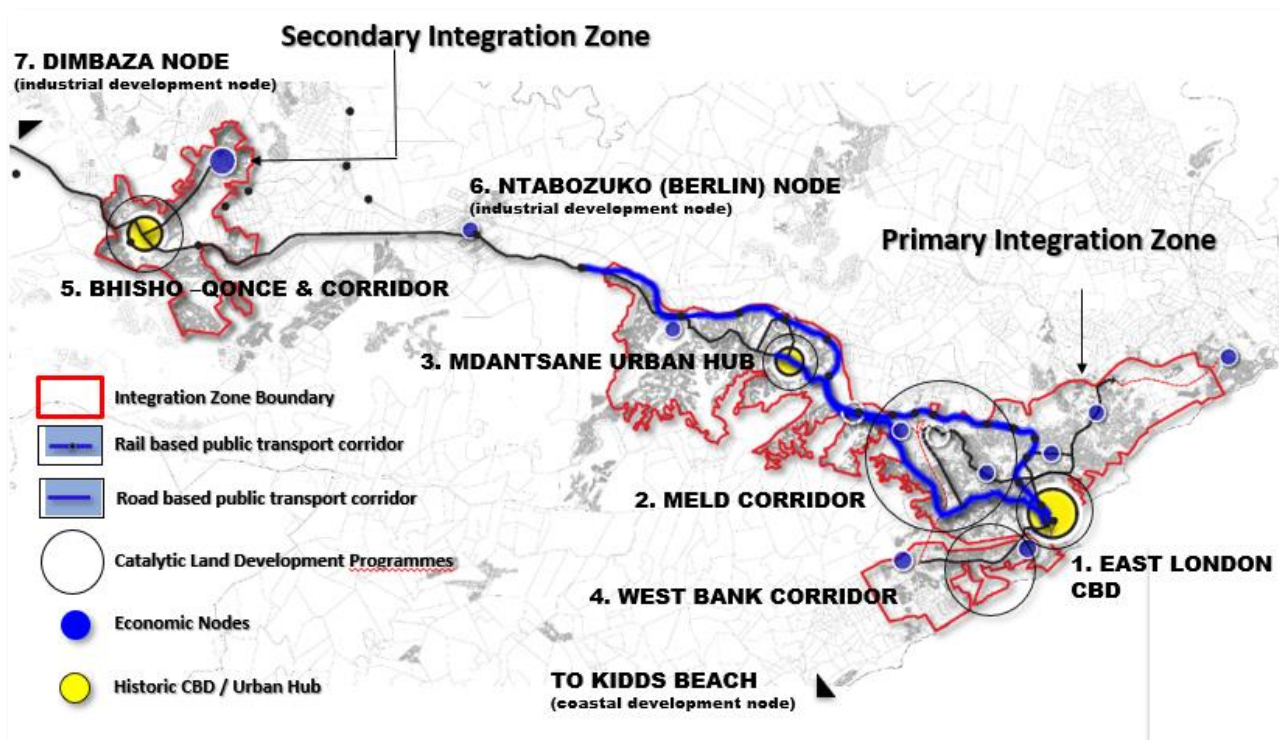 Secondary Integration Zone
7. DIMBAZA NODE
(industrial development node)
6. NTABOZUKO (BERLIN) NODE
(industrial development node)
Primary Integration Zone
5. BHISHO –QONCE & CORRIDOR
3. MDANTSANE URBAN HUB
Integration Zone Boundary
Rail based public transport corridor
2. MELD CORRIDOR
Road based public transport corridor
Catalytic Land Development Programmes
1. EAST LONDON
CBD
4. WEST BANK CORRIDOR
Economic Nodes
TO KIDDS BEACH
(coastal development node)
Historic CBD / Urban Hub